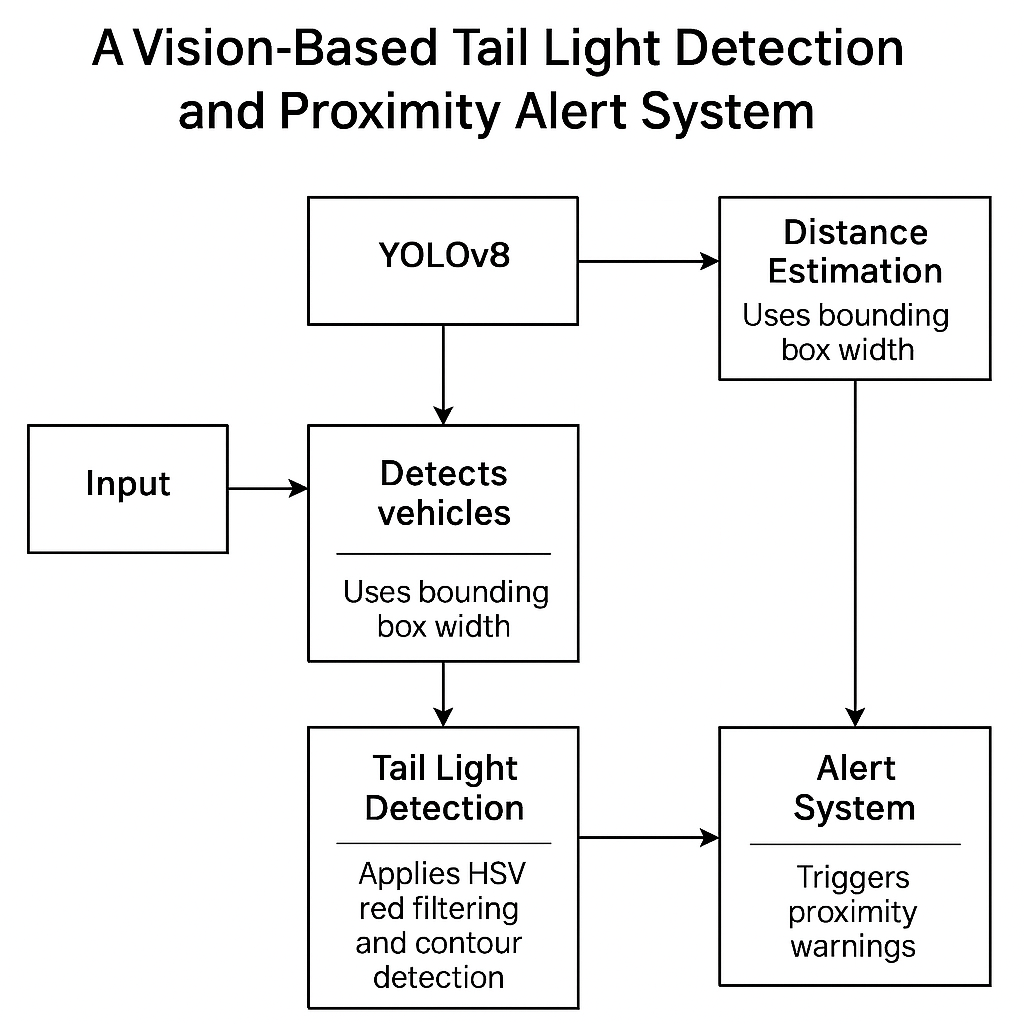 A Vision-Based Tail Light Detection
and Proximity Alert System
YOLOv8
Distance
Estimation
Uses bounding
box width
Input
Detects
vehicles
Uses bounding
box width
Tail Light
Detection
Applies HSV
red filtering
and contour
detection
Alert
System
Triggers
proximity
warnings